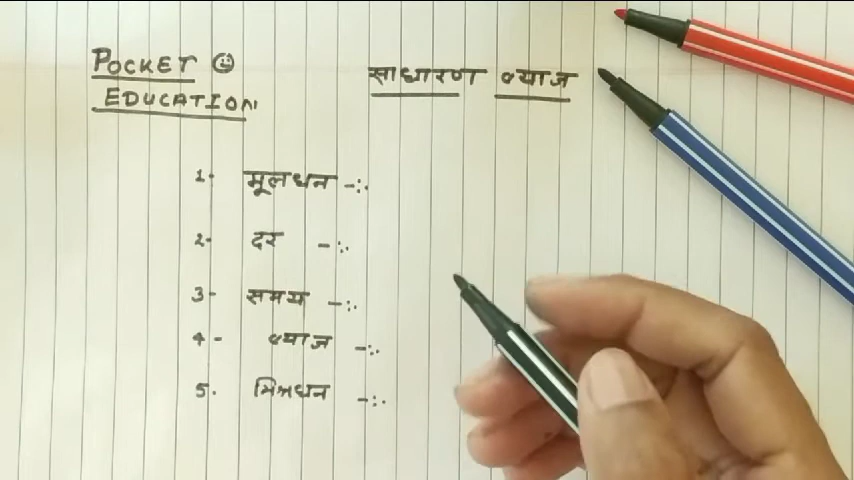 POCKET ☺
EDUCATION
साधारण ब्याज
1. मूलधन -:
2. दर -:
3. समय -:
4. ब्याज -:
5. मिश्रधन -: